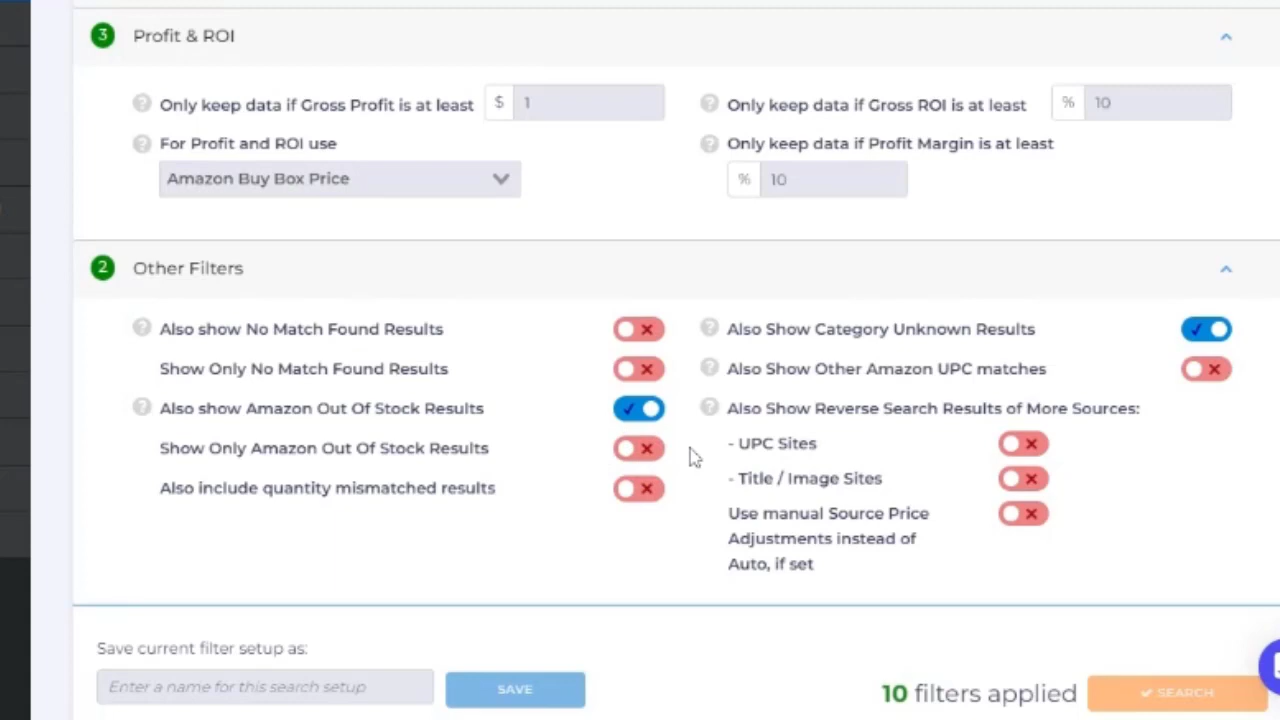 3 Profit & ROI
Only keep data if Gross Profit is at least $ 1
Only keep data if Gross ROI is at least % 10
For Profit and ROI use
Amazon Buy Box Price
Only keep data if Profit Margin is at least
% 10
2 Other Filters
Also show No Match Found Results
Show Only No Match Found Results
Also show Amazon Out Of Stock Results
Show Only Amazon Out Of Stock Results
Also include quantity mismatched results
Also Show Category Unknown Results
Also Show Other Amazon UPC matches
Also Show Reverse Search Results of More Sources:
- UPC Sites
- Title / Image Sites
Use manual Source Price
Adjustments instead of
Auto, if set
Save current filter setup as:
Enter a name for this search setup
SAVE
10 filters applied
SEARCH